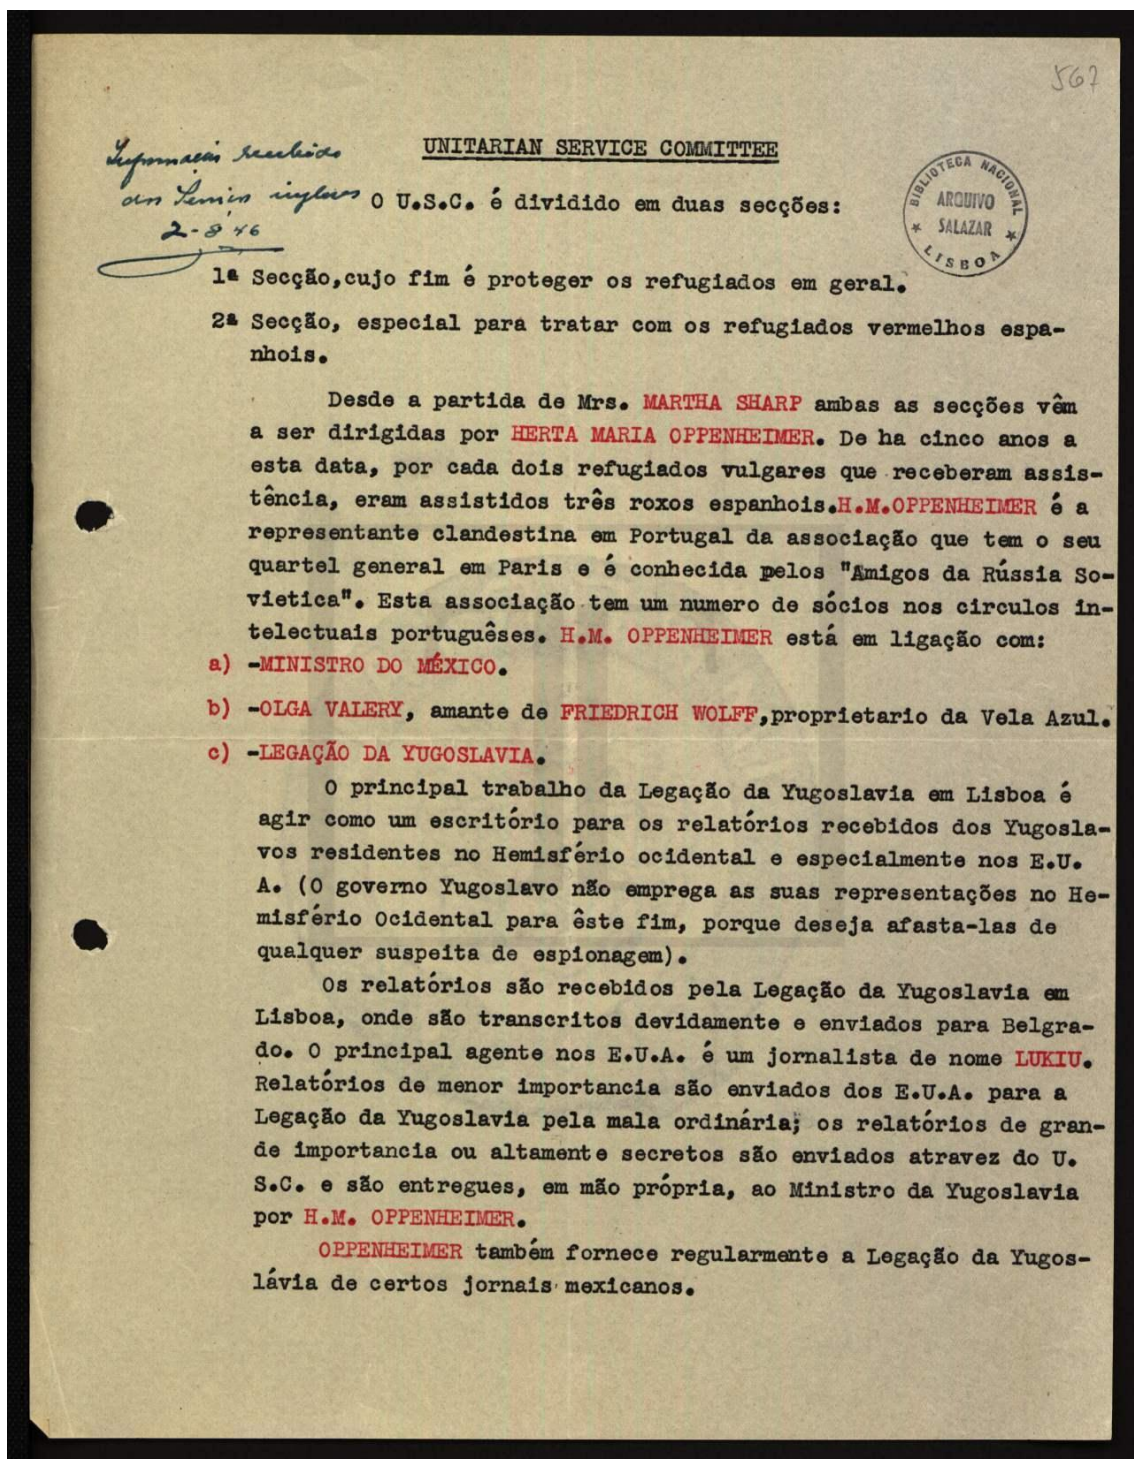 567
UNITARIAN SERVICE COMMITTEE
Informação recebida
dos Serviços ingleses
2-8-46
BIBLIOTECA NACIONAL
ARQUIVO
SALAZAR
LISBOA
O U.S.C. é dividido em duas secções:
1ª Secção,cujo fim é proteger os refugiados em geral.
2ª Secção, especial para tratar com os refugiados vermelhos espa-
nhois.
Desde a partida de Mrs. MARTHA SHARP ambas as secções vêm
a ser dirigidas por HERTA MARIA OPPENHEIMER. De ha cinco anos a
esta data, por cada dois refugiados vulgares que receberam assis-
tência, eram assistidos três roxos espanhois.H.M.OPPENHEIMER é a
representante clandestina em Portugal da associação que tem o seu
quartel general em Paris e é conhecida pelos "Amigos da Rússia So-
vietica". Esta associação tem um numero de sócios nos circulos in-
telectuais portuguêses. H.M. OPPENHEIMER está em ligação com:
a) -MINISTRO DO MÉXICO.
b) -OLGA VALERY, amante de FRIEDRICH WOLFF,proprietario da Vela Azul.
c) -LEGAÇÃO DA YUGOSLAVIA.
O principal trabalho da Legação da Yugoslavia em Lisboa é
agir como um escritório para os relatórios recebidos dos Yugosla-
vos residentes no Hemisfério ocidental e especialmente nos E.U.
A. (O governo Yugoslavo não emprega as suas representações no He-
misfério Ocidental para êste fim, porque deseja afasta-las de
qualquer suspeita de espionagem).
Os relatórios são recebidos pela Legação da Yugoslavia em
Lisboa, onde são transcritos devidamente e enviados para Belgra-
do. O principal agente nos E.U.A. é um jornalista de nome LUKIU.
Relatórios de menor importancia são enviados dos E.U.A. para a
Legação da Yugoslavia pela mala ordinária; os relatórios de gran-
de importancia ou altamente secretos são enviados atravez do U.
S.C. e são entregues, em mão própria, ao Ministro da Yugoslavia
por H.M. OPPENHEIMER.
OPPENHEIMER também fornece regularmente a Legação da Yugos-
lávia de certos jornais mexicanos.